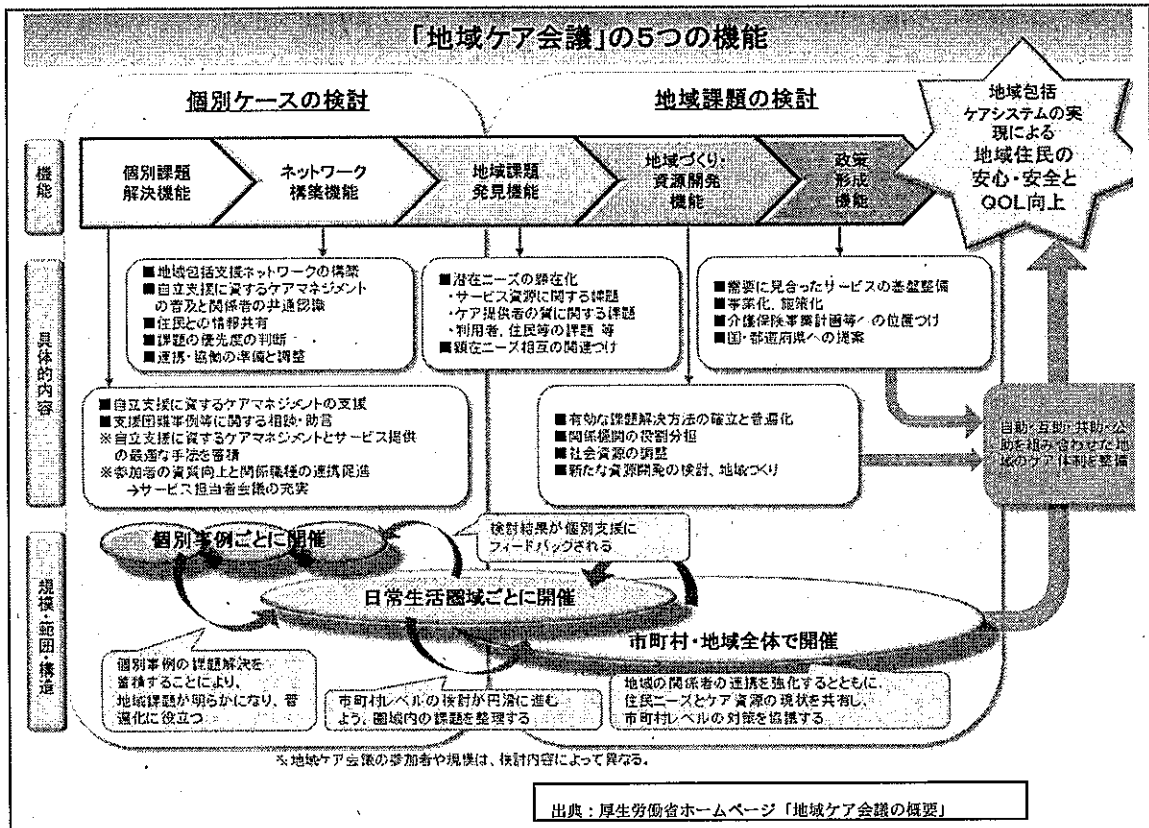 「地域ケア会議」の5つの機能
個別ケースの検討
地域課題の検討
地域包括
ケアシステムの実
現による
地域住民の
安心・安全と
QOL向上
機能
個別課題
解決機能
ネットワーク
構築機能
地域課題
発見機能
地域づくり・
資源開発
機能
政策
形成
機能
具体的内容
■地域包括支援ネットワークの構築
■自立支援に資するケアマネジメント
の普及と関係者の共通認識
■住民との情報共有
■課題の優先度の判断
■連携・協働の準備と調整
■潜在ニーズの顕在化
・サービス資源に関する課題
・ケア提供者の質に関する課題
・利用者、住民等の課題 等
■顕在ニーズ相互の関連づけ
■需要に見合ったサービスの基盤整備
■事業化、施策化
■介護保険事業計画等への位置づけ
■国・都道府県への提案
■自立支援に資するケアマネジメントの支援
■支援困難事例等に関する相談・助言
※自立支援に資するケアマネジメントとサービス提供
の最適な手法を蓄積
※参加者の資質向上と関係職種の連携促進
→サービス担当者会議の充実
■有効な課題解決方法の確立と普遍化
■関係機関の役割分担
■社会資源の調整
■新たな資源開発の検討、地域づくり
自助・互助・共助・公
助を組み合わせた地
域のケア体制を整備
規模・範囲・構造
個別事例ごとに開催
検討結果が個別支援に
フィードバックされる
日常生活圏域ごとに開催
市町村・地域全体で開催
個別事例の課題解決を
蓄積することにより、
地域課題が明らかになり、普
遍化に役立つ
市町村レベルの検討が円滑に進む
よう、圏域内の課題を整理する
地域の関係者の連携を強化するとともに、
住民ニーズとケア資源の現状を共有し、
市町村レベルの対策を協議する
※地域ケア会議の参加者や規模は、検討内容によって異なる。
出典：厚生労働省ホームページ「地域ケア会議の概要」